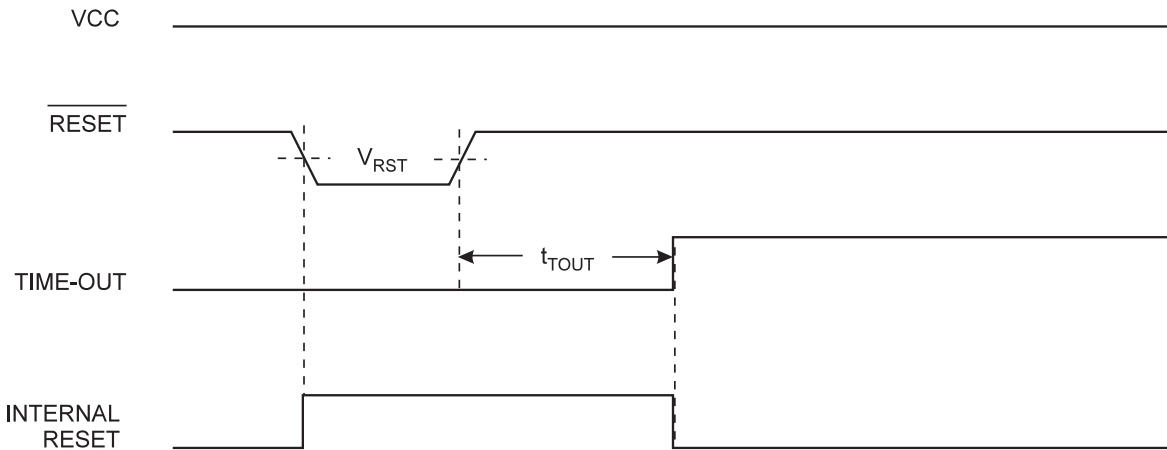 VCC
RESET
VRST
tTOUT
TIME-OUT
INTERNAL
RESET